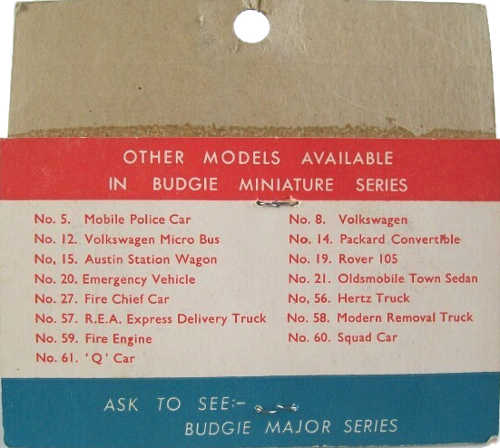 OTHER MODELS AVAILABLE
IN BUDGIE MINIATURE SERIES
No. 5. Mobile Police Car
No. 12. Volkswagen Micro Bus
No, 15. Austin Station Wagon
No. 20. Emergency Vehicle
No. 27. Fire Chief Car
No. 57. R.E.A. Express Delivery Truck
No. 59. Fire Engine
No. 61. 'Q' Car
No. 8. Volkswagen
No. 14. Packard Convertible
No. 19. Rover 105
No. 21. Oldsmobile Town Sedan
No, 56. Hertz Truck
No. 58. Modern Removal Truck
No. 60. Squad Car
ASK TO SEE:-
BUDGIE MAJOR SERIES